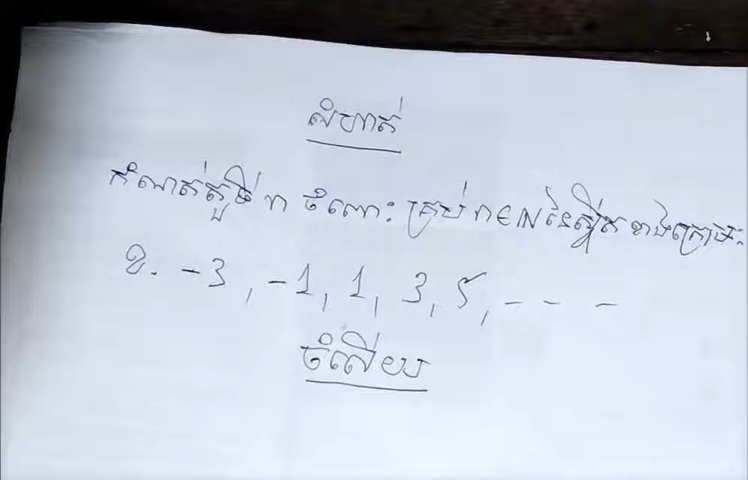 លំហាត់
កំណត់តួទី n ចំពោះ គ្រប់ n∈IN នៃស្វ៊ីត ខាងក្រោម:
ខ. -3, -1, 1, 3, 5, - - -
ចំលើយ